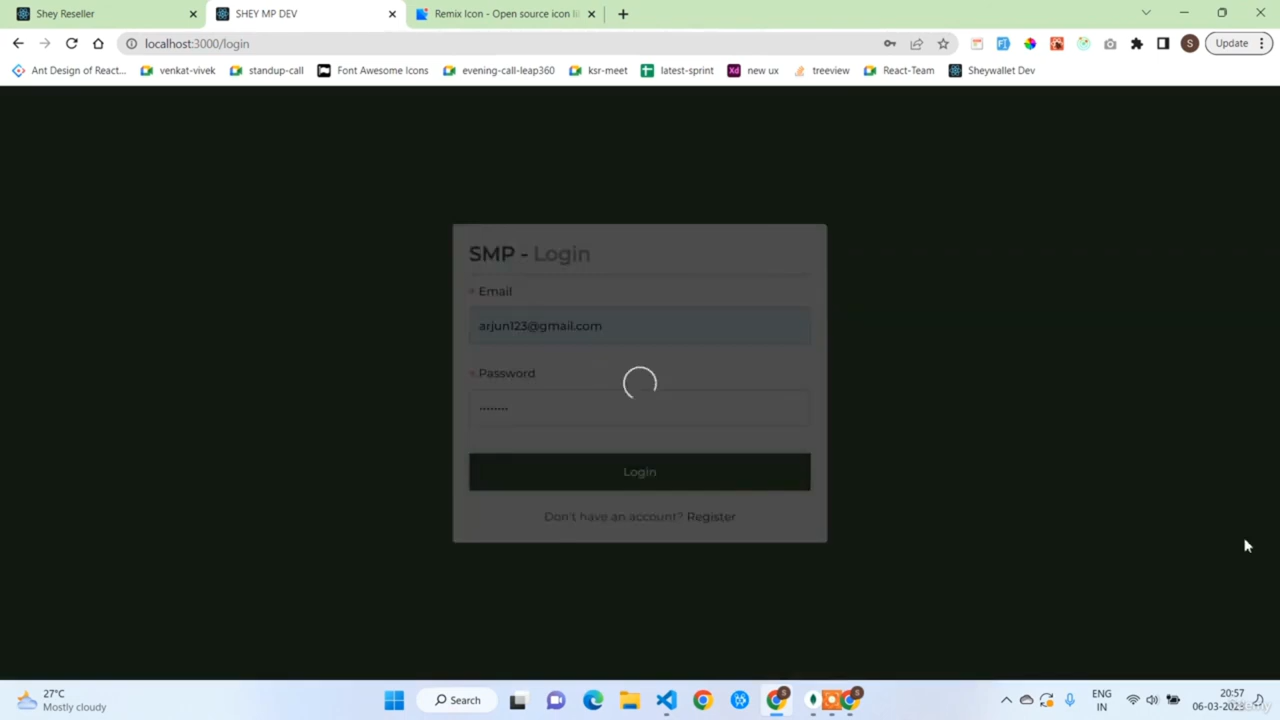 Shey Reseller
SHEY MP DEV
Remix Icon - Open source icon li
localhost:3000/login
S
Update
Ant Design of React...
venkat-vivek
standup-call
Font Awesome Icons
evening-call-leap360
ksr-meet
latest-sprint
Xd
new ux
treeview
React-Team
Sheywallet Dev
SMP - Login
* Email
arjun123@gmail.com
* Password
Login
Don't have an account? Register
27°C
Mostly cloudy
Search
ENG
IN
20:57
06-03-2023